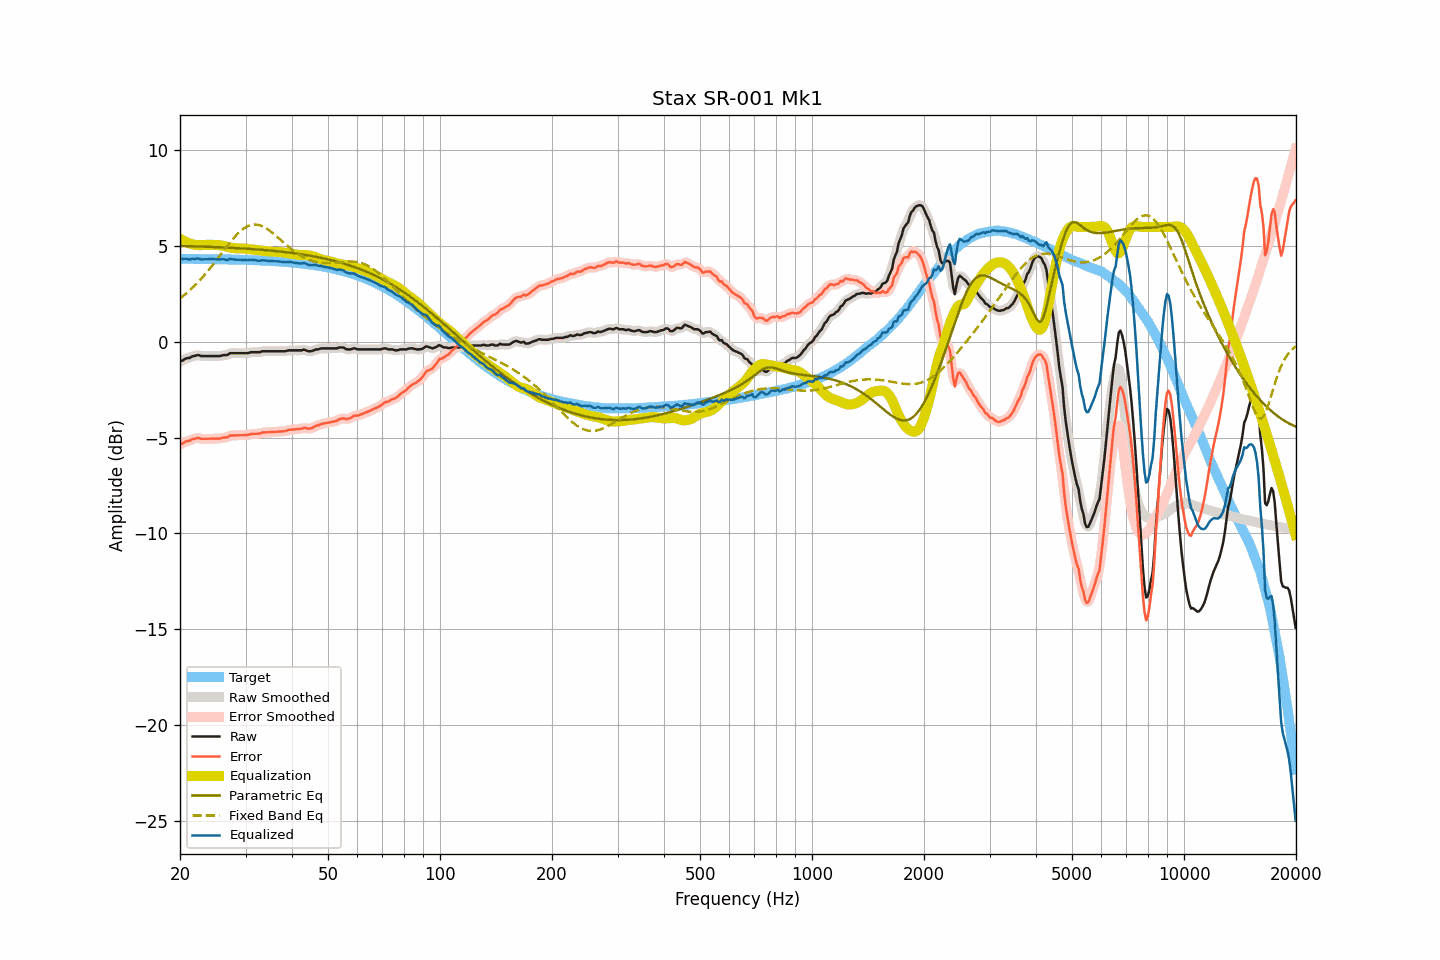 Stax SR-001 Mk1
Amplitude (dBr)
10
5
0
−5
−10
−15
−20
−25
Target
Raw Smoothed
Error Smoothed
Raw
Error
Equalization
Parametric Eq
Fixed Band Eq
Equalized
20 50 100 200 500 1000 2000 5000 10000 20000
Frequency (Hz)